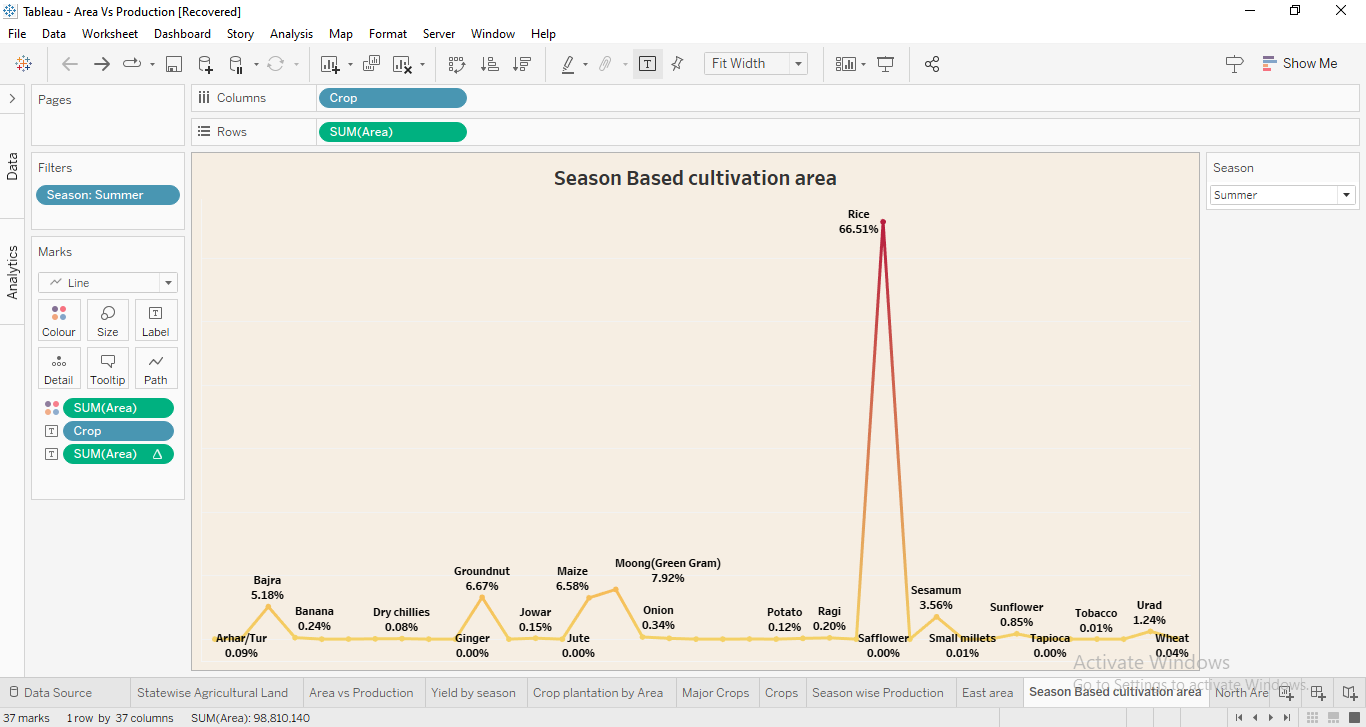 Tableau - Area Vs Production [Recovered]
File Data Worksheet Dashboard Story Analysis Map Format Server Window Help
Fit Width
Show Me
Pages
Columns
Crop
Rows
SUM(Area)
Data
Analytics
Filters
Season: Summer
Marks
Line
Colour Size Label
Detail Tooltip Path
SUM(Area)
Crop
SUM(Area)
Season
Summer
Season Based cultivation area
Rice
66.51%
Moong(Green Gram)
7.92%
Groundnut
6.67%
Maize
6.58%
Bajra
5.18%
Sesamum
3.56%
Banana
0.24%
Dry chillies
0.08%
Jowar
0.15%
Onion
0.34%
Potato
0.12%
Ragi
0.20%
Sunflower
0.85%
Tobacco
0.01%
Urad
1.24%
Arhar/Tur
0.09%
Ginger
0.00%
Jute
0.00%
Safflower
0.00%
Small millets
0.01%
Tapioca
0.00%
Wheat
0.04%
Activate Windows
Go to Settings to activate Windows.
Data Source
Statewise Agricultural Land
Area vs Production
Yield by season
Crop plantation by Area
Major Crops
Crops
Season wise Production
East area
Season Based cultivation area
North Are
37 marks 1 row by 37 columns SUM(Area): 98,810,140